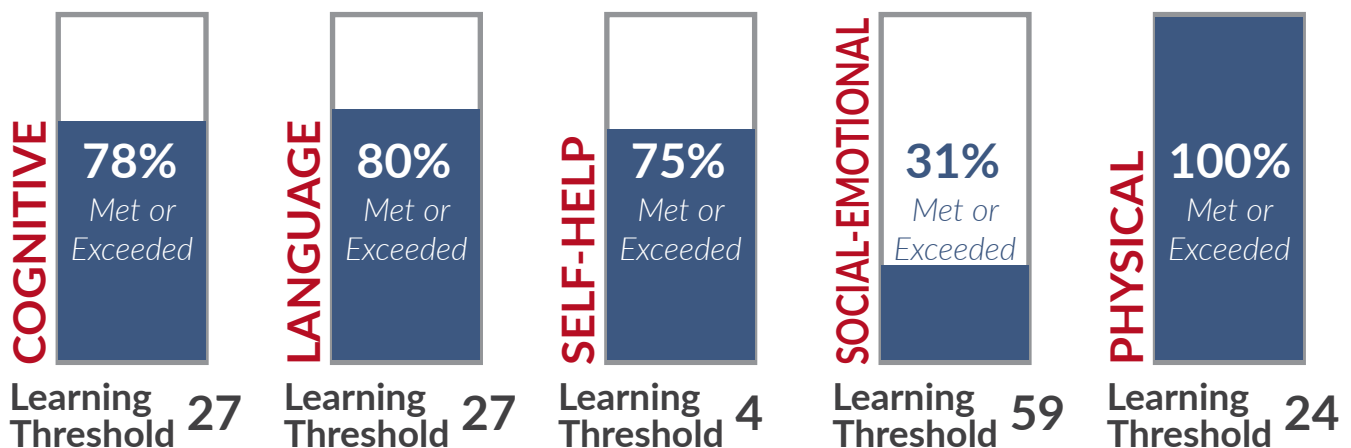 COGNITIVE
78%
Met or
Exceeded
Learning
Threshold 27
LANGUAGE
80%
Met or
Exceeded
Learning
Threshold 27
SELF-HELP
75%
Met or
Exceeded
Learning
Threshold 4
SOCIAL-EMOTIONAL
31%
Met or
Exceeded
Learning
Threshold 59
PHYSICAL
100%
Met or
Exceeded
Learning
Threshold 24